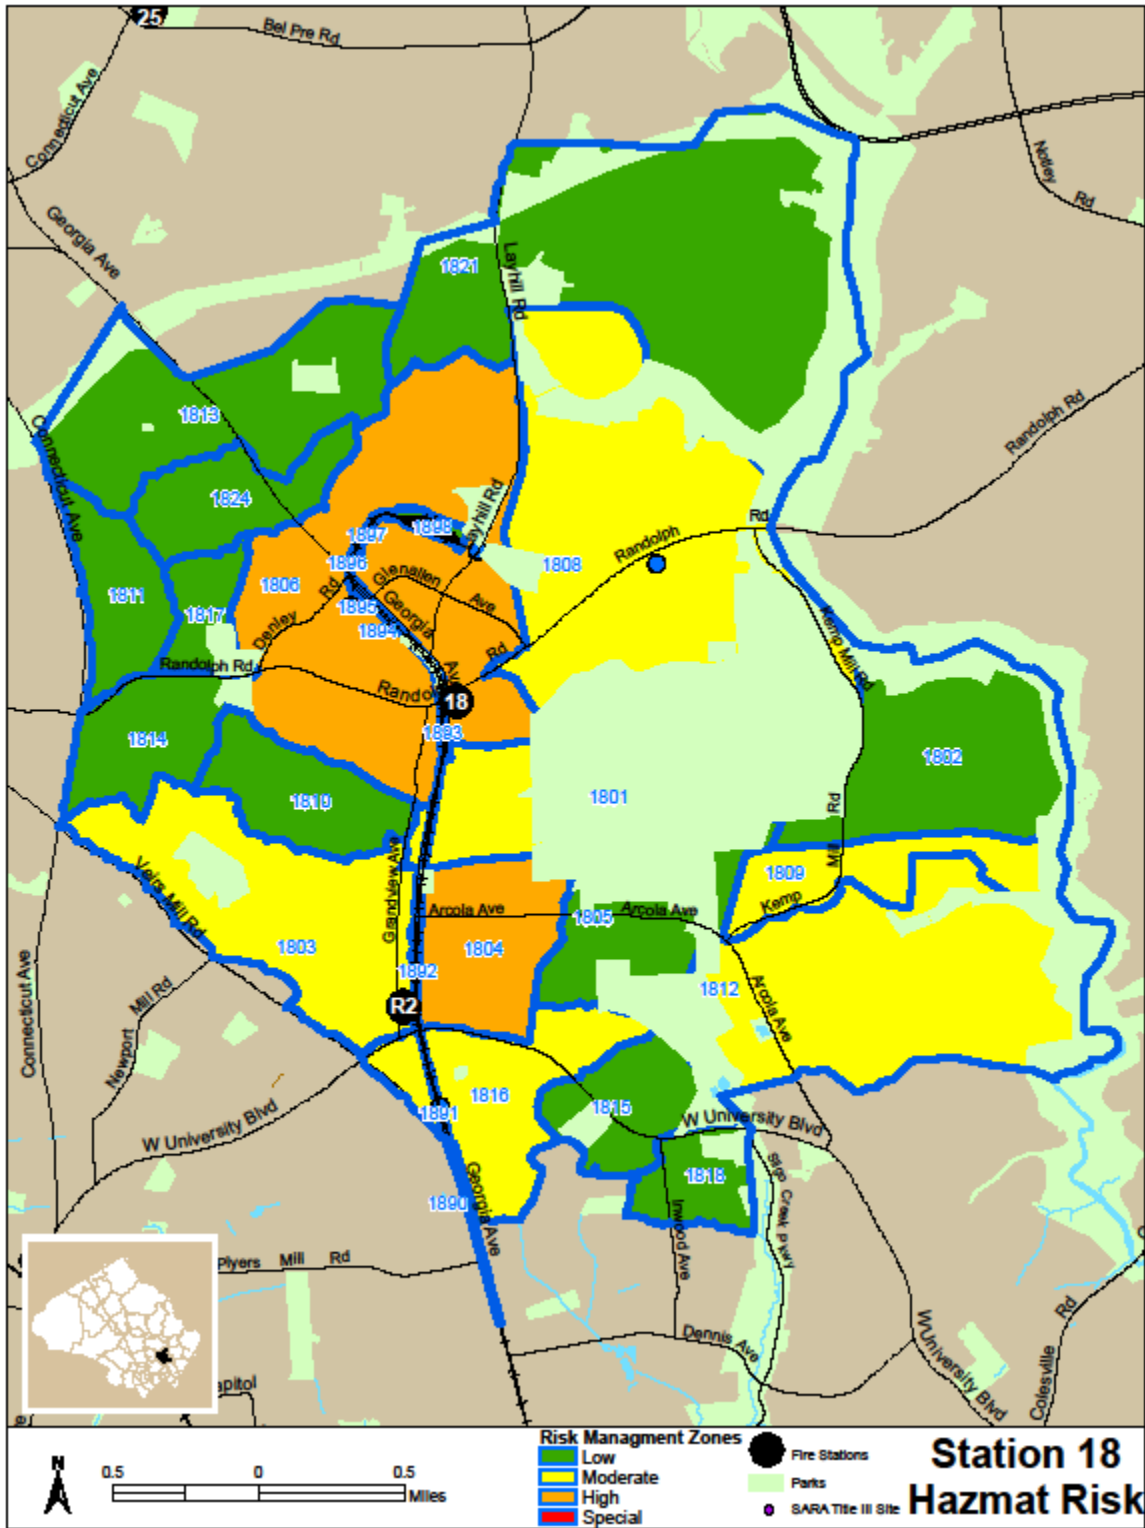 25
Bel Pre Rd
Connecticut Ave
Notley
Rd
Georgia Ave
1821
Layhill Rd
Connecticut Ave
1813
Randolph Rd
1824
Layhill Rd
1898
1897
Rd
1896
Randolph
1811
1817
1806
Glenallen
1808
Denley
Rd
1895
Georgia
Ave
1894
Kemp Mill Rd
Randolph Rd
Rd
Ave
Rando
18
1814
1893
1802
1819
1801
Rd
Mill
Veirs Mill Rd
Grandview Ave
1809
Kemp
Arcola Ave
1805
Arcola Ave
1803
1804
1892
1812
Connecticut Ave
Mill Rd
R2
Arcola Ave
Newport
1816
1815
W University Blvd
1891
W University Blvd
1818
Sligo Creek Pkwy
1890
Georgia Ave
Inwood Ave
Plyers Mill Rd
Dennis Ave
W University Blvd
Colesville
Rd
apitol
N
0.5
0
0.5
Miles
Risk Managment Zones
Low
Moderate
High
Special
Fire Stations
Parks
SARA Title III Site
Station 18
Hazmat Risk